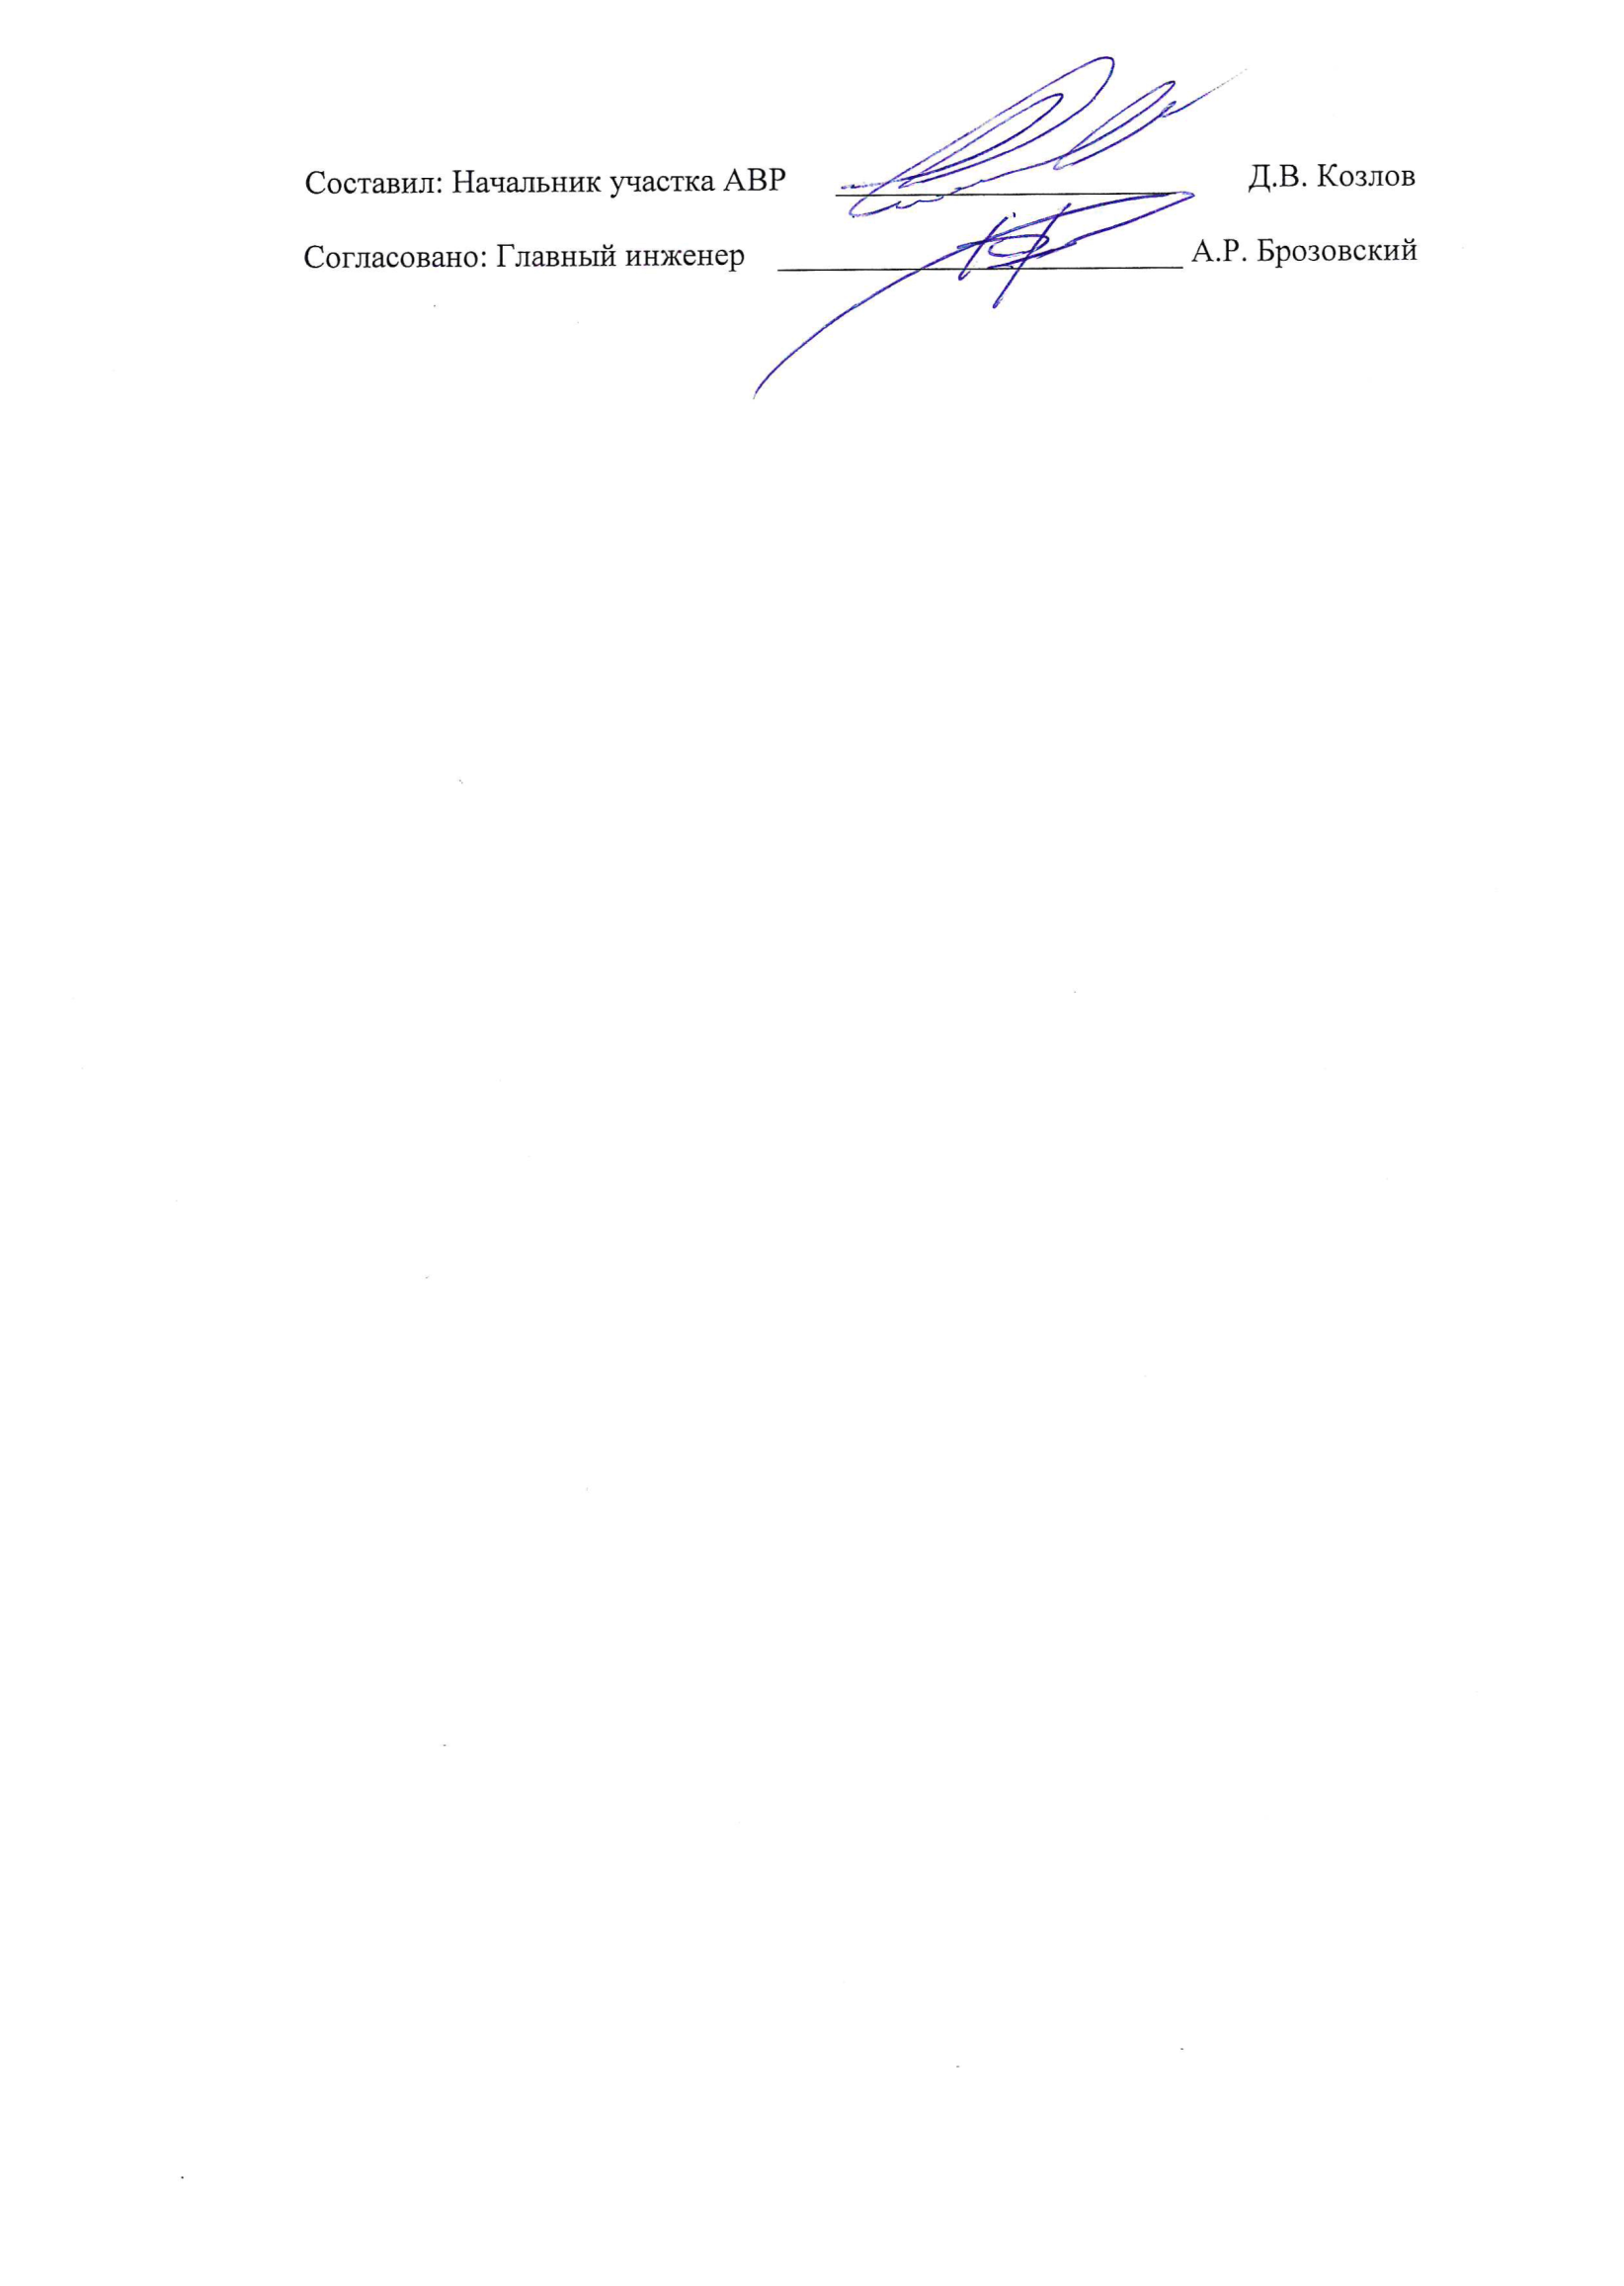 Составил: Начальник участка АВР Д.В. Козлов
Согласовано: Главный инженер А.Р. Брозовский